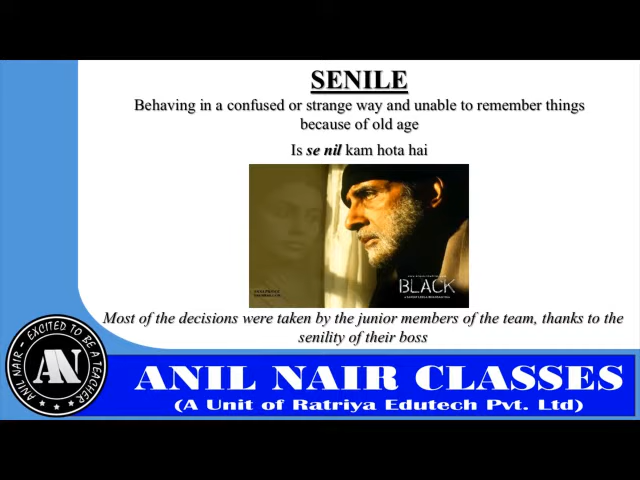 SENILE
Behaving in a confused or strange way and unable to remember things
because of old age
Is se nil kam hota hai
BLACK
Most of the decisions were taken by the junior members of the team, thanks to the
senility of their boss
ANIL NAIR - EXCITED TO BE A TEACHER
AN
ANIL NAIR CLASSES
(A Unit of Ratriya Edutech Pvt. Ltd)